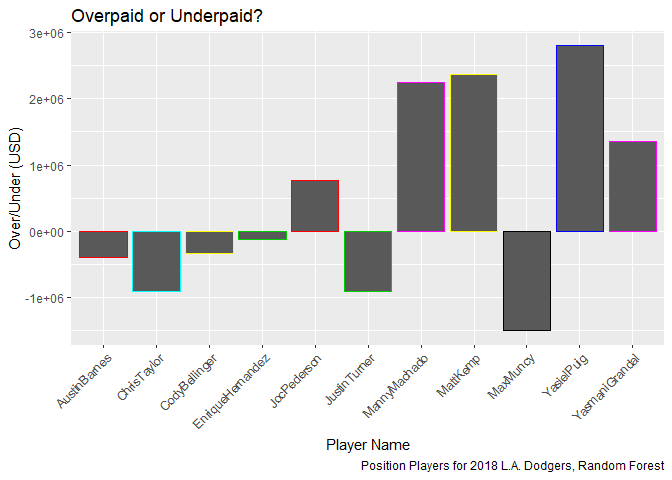 Overpaid or Underpaid?
3e+06
2e+06
1e+06
0e+00
-1e+06
Over/Under (USD)
AustinBarnes
ChrisTaylor
CodyBellinger
EnriqueHernandez
JocPederson
JustinTurner
MannyMachado
MattKemp
MaxMuncy
YasielPuig
YasmaniGrandal
Player Name
Position Players for 2018 L.A. Dodgers, Random Forest